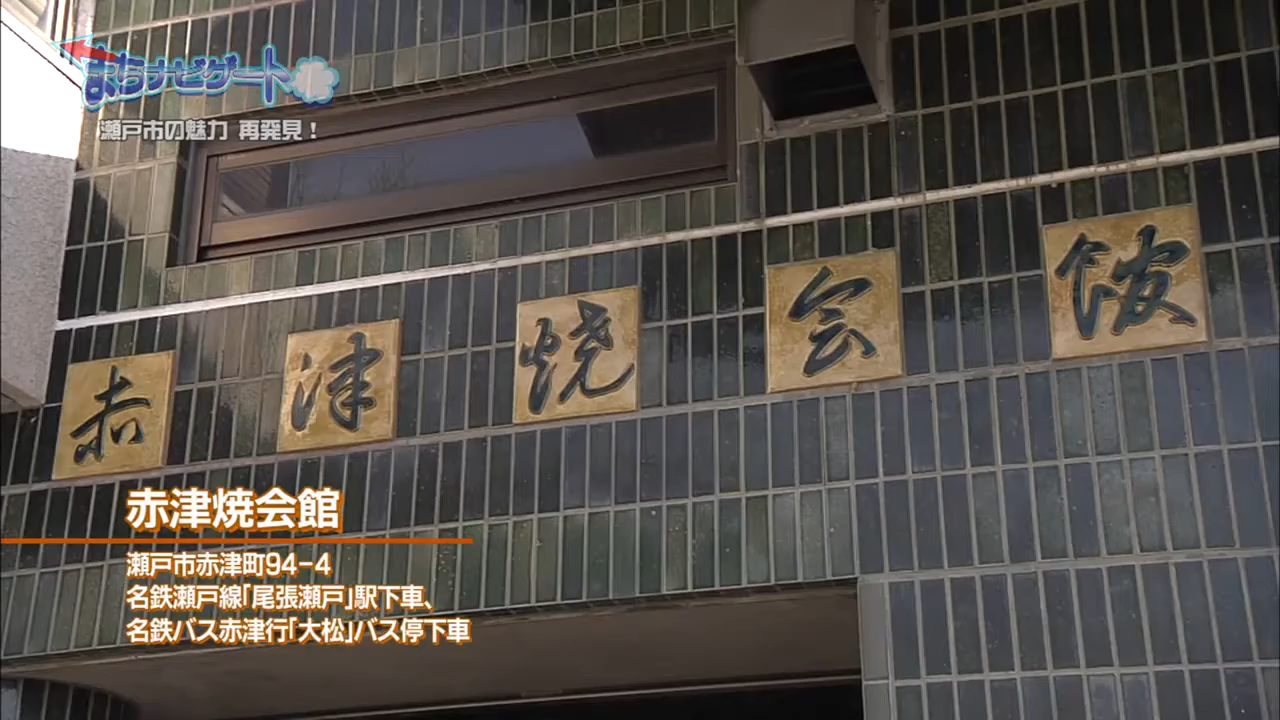 まちナビゲート
瀬戸市の魅力 再発見！
赤津焼会館
赤津焼会館
瀬戸市赤津町94-4
名鉄瀬戸線「尾張瀬戸」駅下車、
名鉄バス赤津行「大松」バス停下車